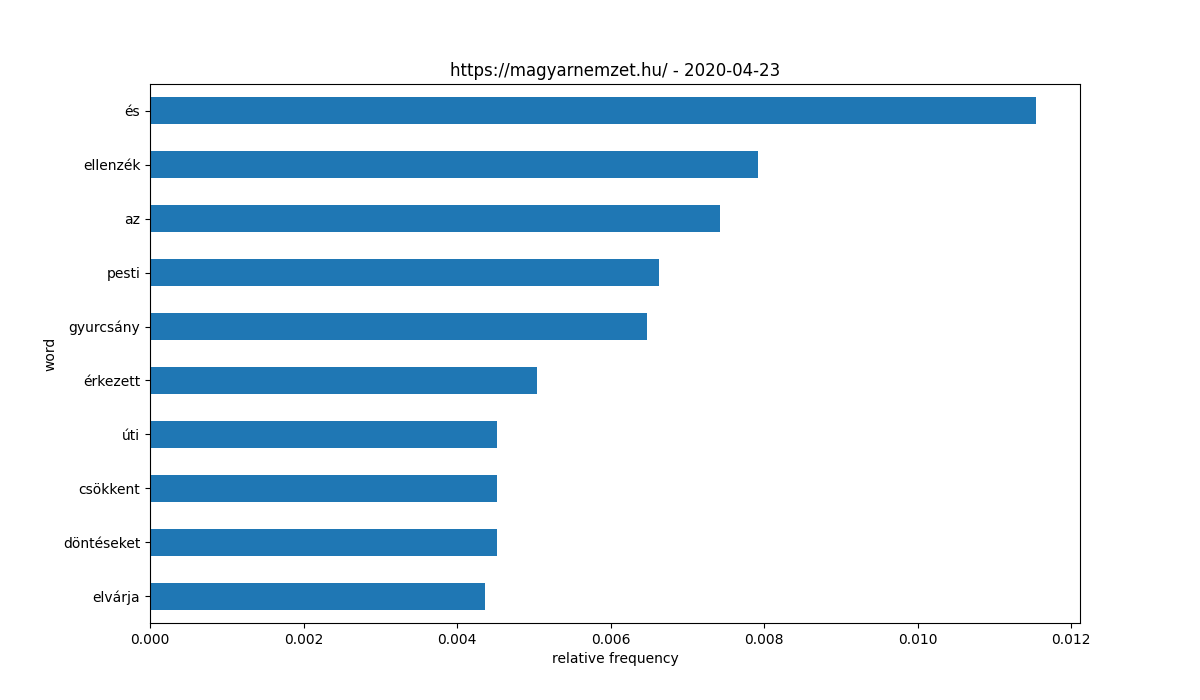 https://magyarnemzet.hu/ - 2020-04-23
és
ellenzék
az
pesti
gyurcsány
érkezett
úti
csökkent
döntéseket
elvárja
word
0.000 0.002 0.004 0.006 0.008 0.010 0.012
relative frequency